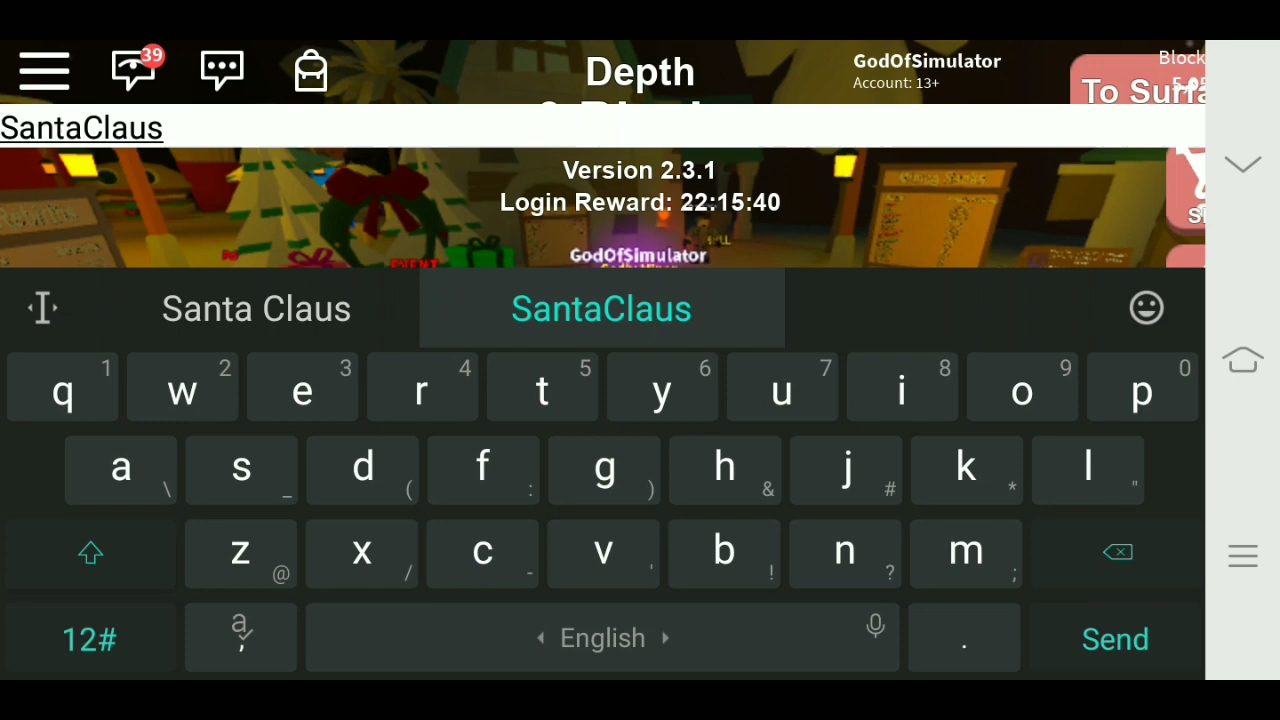 39
Depth
GodOfSimulator
Account: 13+
Block
To Surfa
SantaClaus
Version 2.3.1
Login Reward: 22:15:40
GodOfSimulator
EVENT
Santa Claus
SantaClaus
q 1 w 2 e 3 r 4 t 5 y 6 u 7 i 8 o 9 p 0
a \ s _ d ( f : g ) h & j # k * l "
z @ x / c - v ' b ! n ? m ;
12# a , English . Send